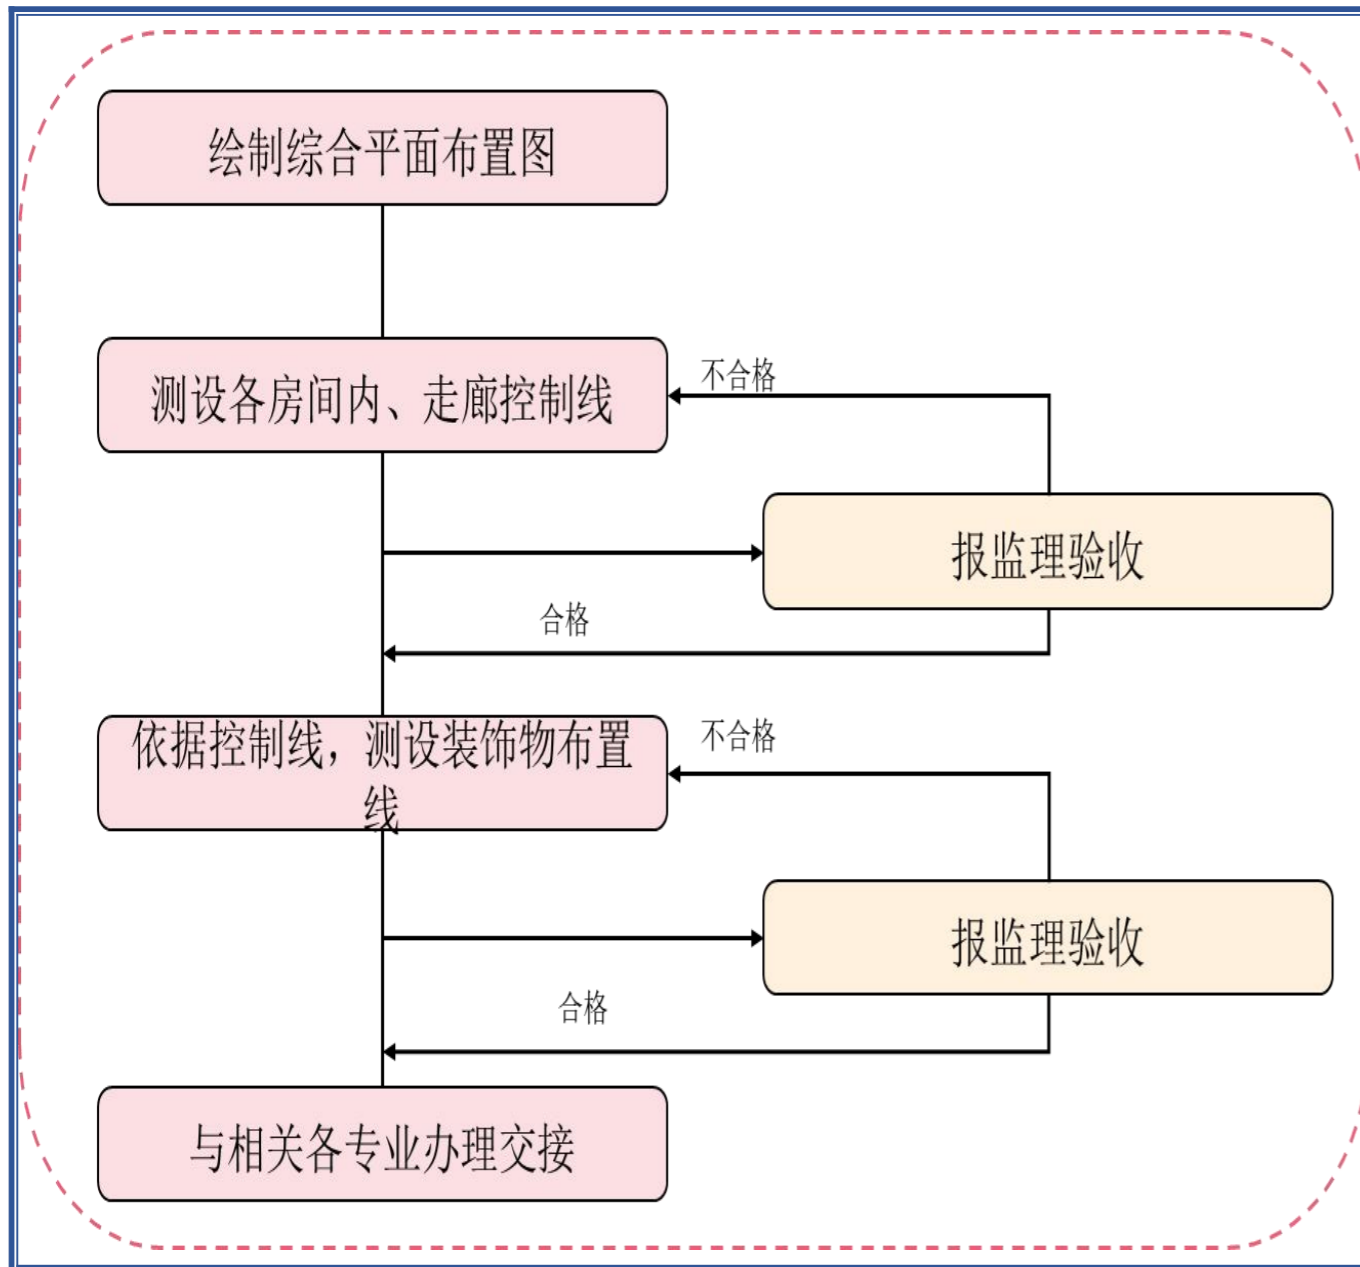 绘制综合平面布置图
测设各房间内、走廊控制线
不合格
报监理验收
合格
依据控制线，测设装饰物布置
线
不合格
报监理验收
合格
与相关各专业办理交接